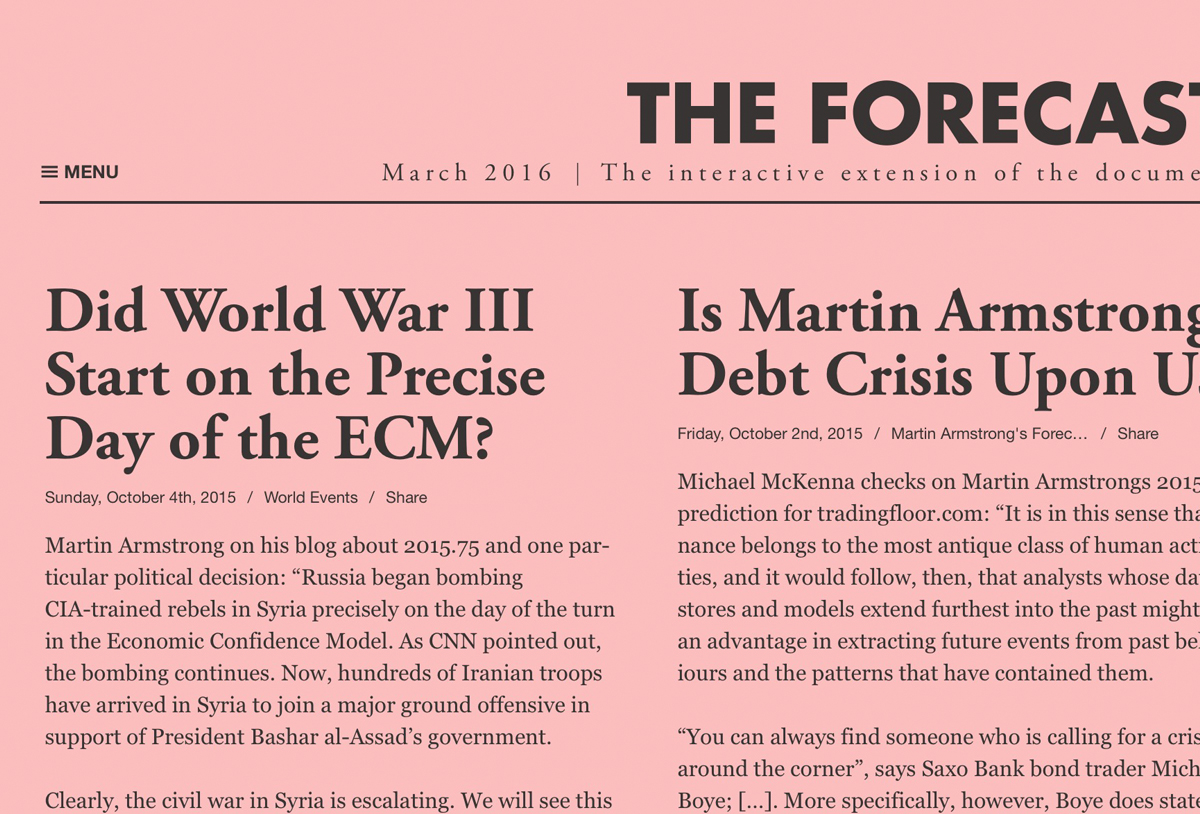 THE FORECAST
MENU
March 2016 | The interactive extension of the
Did World War III
Start on the Precise
Day of the ECM?
Sunday, October 4th, 2015 / World Events / Share
Martin Armstrong on his blog about 2015.75 and one par-
ticular political decision: “Russia began bombing
CIA-trained rebels in Syria precisely on the day of the turn
in the Economic Confidence Model. As CNN pointed out,
the bombing continues. Now, hundreds of Iranian troops
have arrived in Syria to join a major ground offensive in
support of President Bashar al-Assad’s government.
Clearly, the civil war in Syria is escalating. We will see this
Is Martin Armstrong
Debt Crisis Upon
Friday, October 2nd, 2015 / Martin Armstrong's Forec… / Share
Michael McKenna checks on Martin Armstrongs 2015
prediction for tradingfloor.com: “It is in this sense
nance belongs to the most antique class of human
ties, and it would follow, then, that analysts whose
stores and models extend furthest into the past might
an advantage in extracting future events from past
iours and the patterns that have contained them.
“You can always find someone who is calling for a
around the corner”, says Saxo Bank bond trader
Boye; [...]. More specifically, however, Boye does